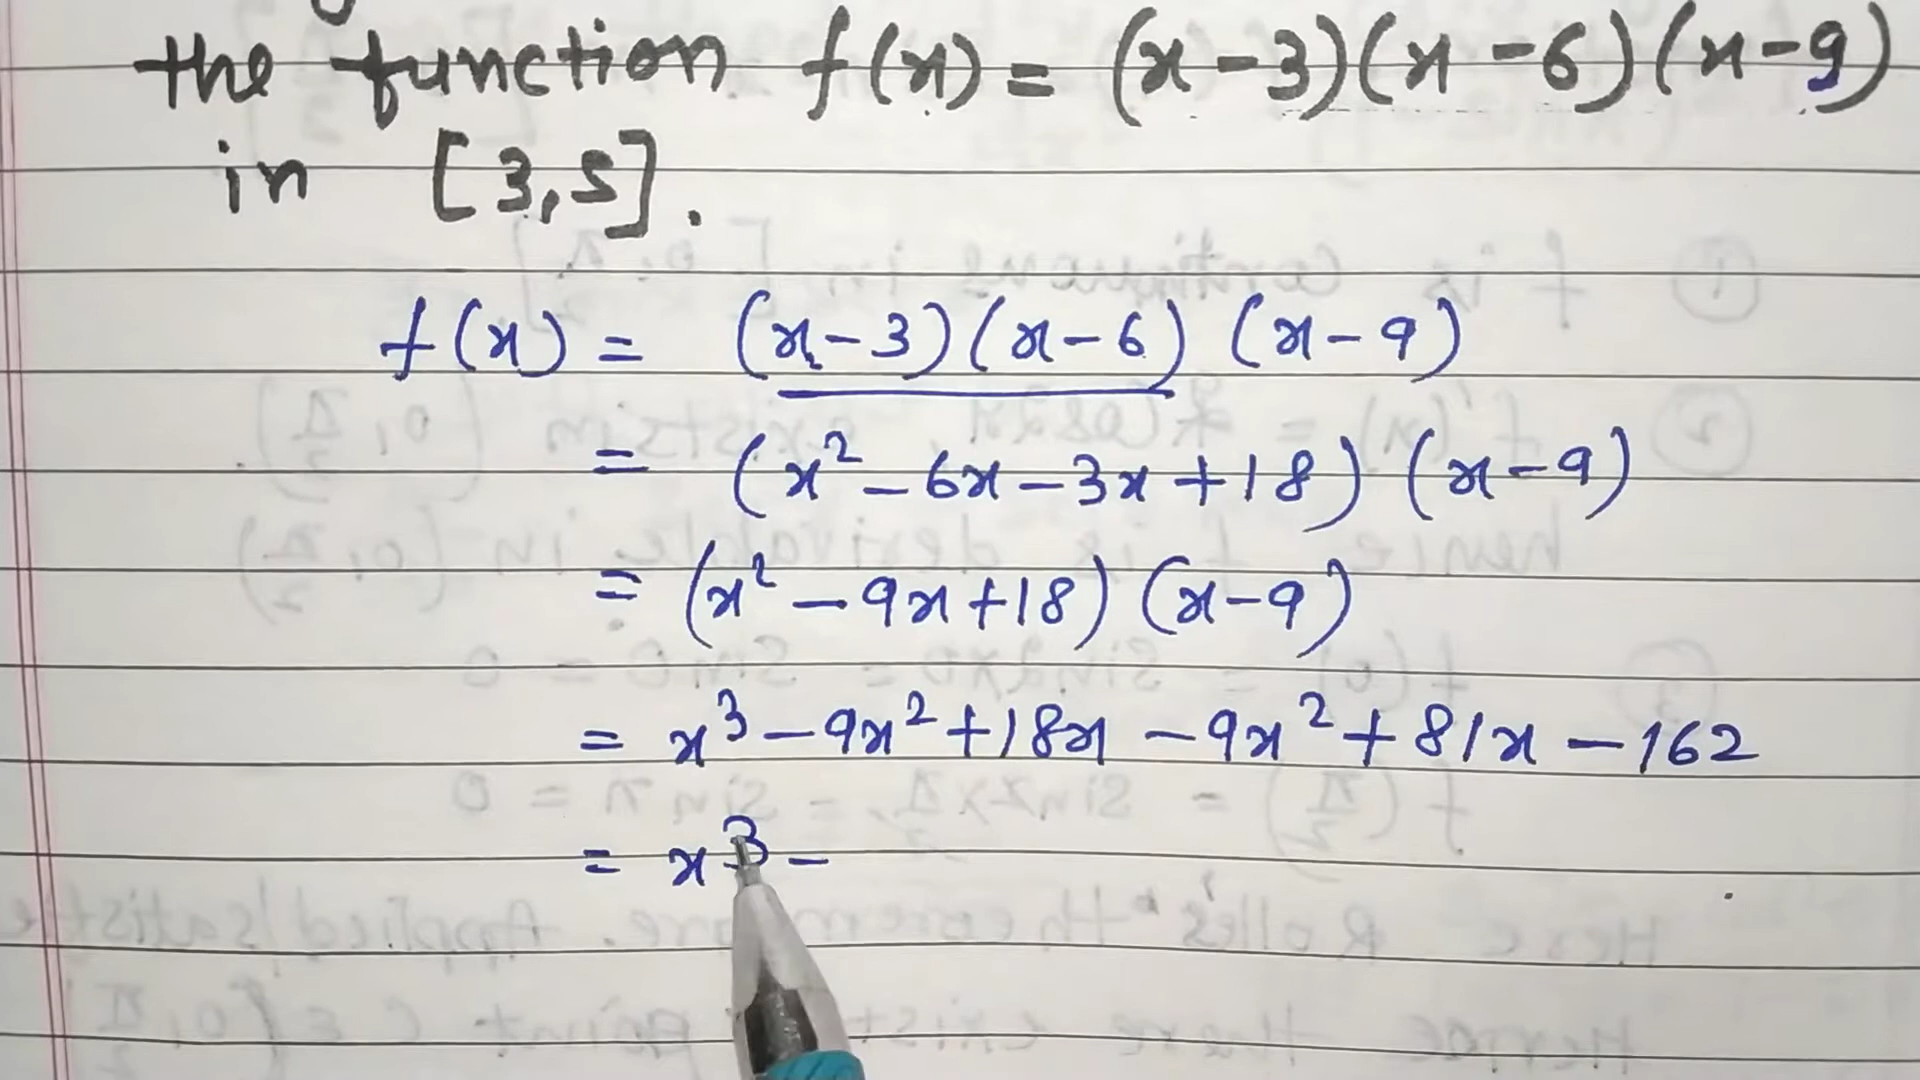 the function f(x) = (x-3)(x-6)(x-9)
in [3,5].
f(x) = (x-3)(x-6)(x-9)
= (x² - 6x - 3x + 18)(x-9)
= (x² - 9x + 18)(x-9)
= x³ - 9x² + 18x - 9x² + 81x - 162
= x³ -